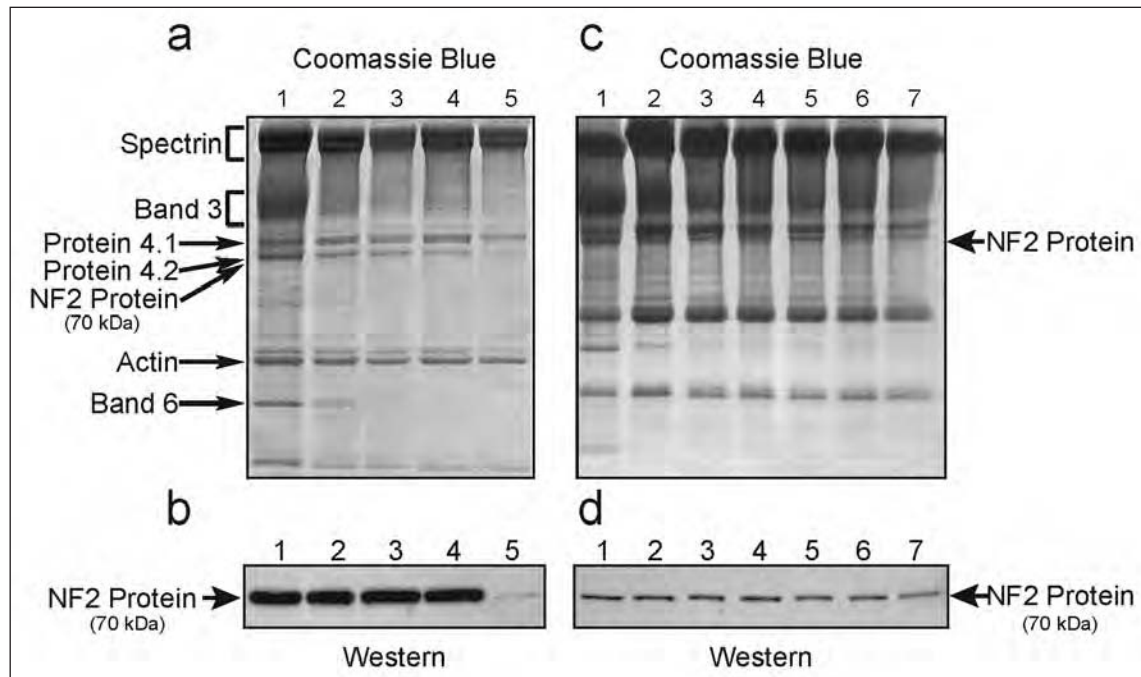 a
Coomassie Blue
1 2 3 4 5
Spectrin
Band 3
Protein 4.1
Protein 4.2
NF2 Protein
(70 kDa)
Actin
Band 6
c
Coomassie Blue
1 2 3 4 5 6 7
NF2 Protein
b
1 2 3 4 5
NF2 Protein
(70 kDa)
Western
d
1 2 3 4 5 6 7
NF2 Protein
(70 kDa)
Western